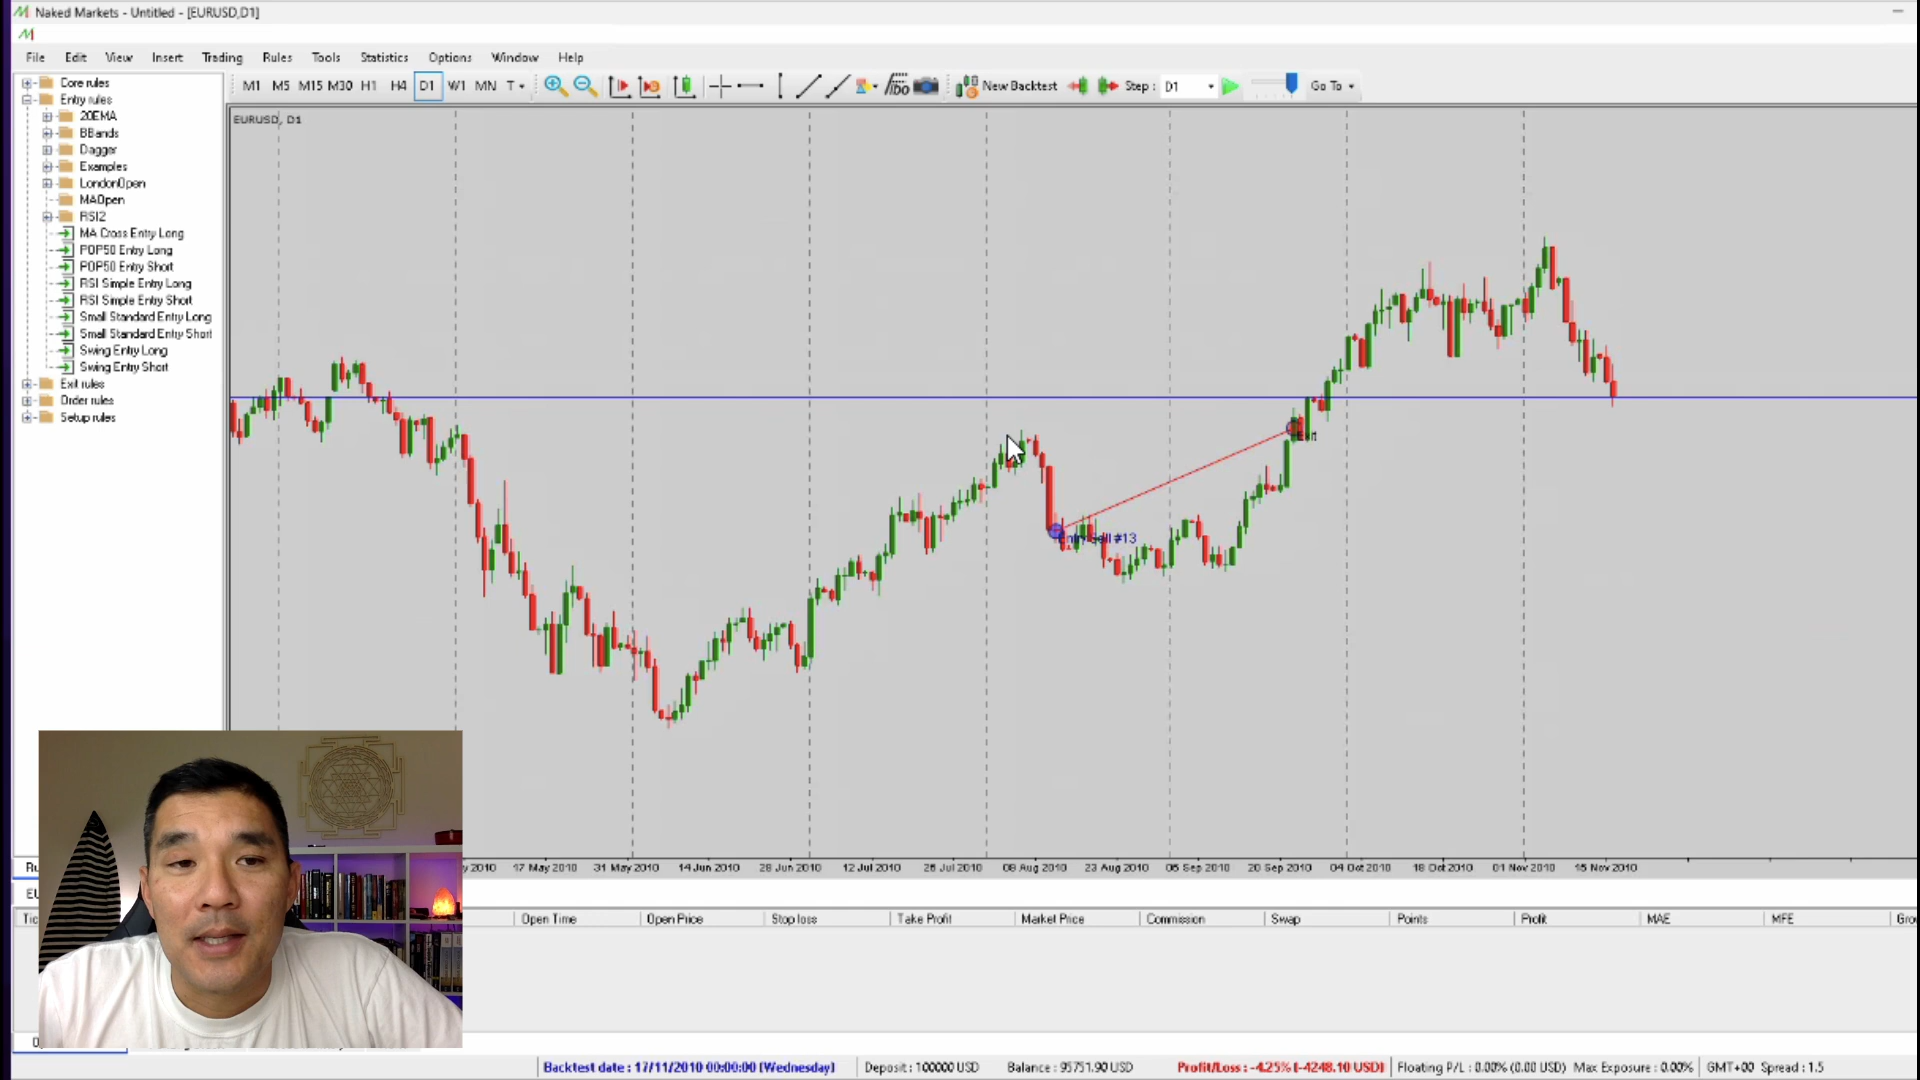 Naked Markets - Untitled - [EURUSD,D1]
File Edit View Insert Trading Rules Tools Statistics Options Window Help
M1 M5 M15 M30 H1 H4 D1 W1 MN T New Backtest Step : D1 Go To
Core rules
Entry rules
20EMA
BBands
Dagger
Examples
LondonOpen
MAOpen
RSI2
MA Cross Entry Long
POP50 Entry Long
POP50 Entry Short
RSI Simple Entry Long
RSI Simple Entry Short
Small Standard Entry Long
Small Standard Entry Short
Swing Entry Long
Swing Entry Short
Exit rules
Order rules
Setup rules
EURUSD, D1
Entry Sell #13
2010 17 May 2010 31 May 2010 14 Jun 2010 28 Jun 2010 12 Jul 2010 26 Jul 2010 08 Aug 2010 23 Aug 2010 06 Sep 2010 20 Sep 2010 04 Oct 2010 18 Oct 2010 01 Nov 2010 15 Nov 2010
Open Time Open Price Stop loss Take Profit Market Price Commission Swap Points Profit MAE MFE Gro
Backtest date : 17/11/2010 00:00:00 (Wednesday) Deposit : 100000 USD Balance : 95751.90 USD Profit/Loss : -4.25% (-4248.10 USD) Floating P/L : 0.00% (0.00 USD) Max Exposure : 0.00% GMT+00 Spread : 1.5